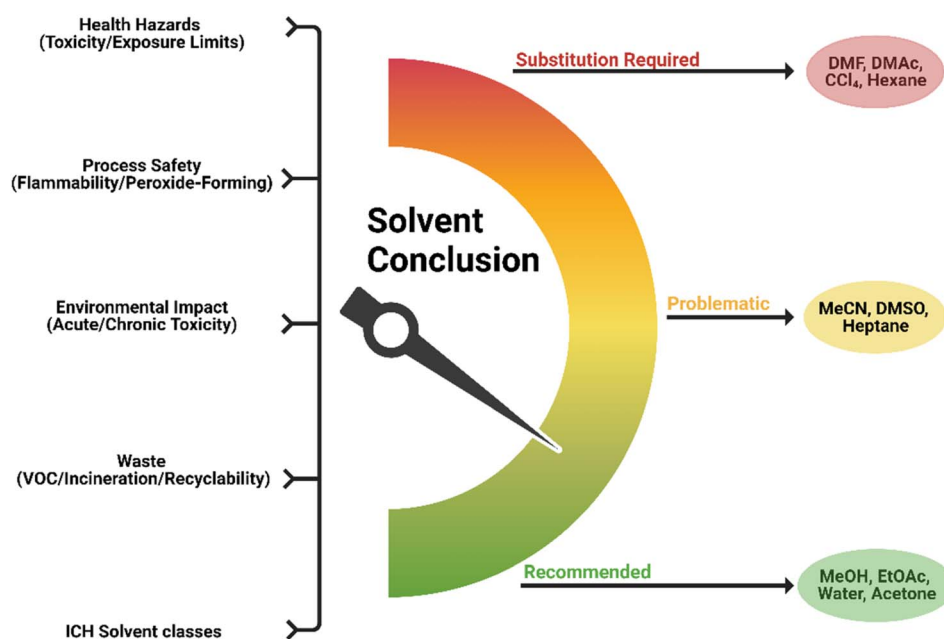 Health Hazards
(Toxicity/Exposure Limits)
Process Safety
(Flammability/Peroxide-Forming)
Environmental Impact
(Acute/Chronic Toxicity)
Waste
(VOC/Incineration/Recyclability)
ICH Solvent classes
Solvent
Conclusion
Substitution Required
DMF, DMAc,
CCl₄, Hexane
Problematic
MeCN, DMSO,
Heptane
Recommended
MeOH, EtOAc,
Water, Acetone